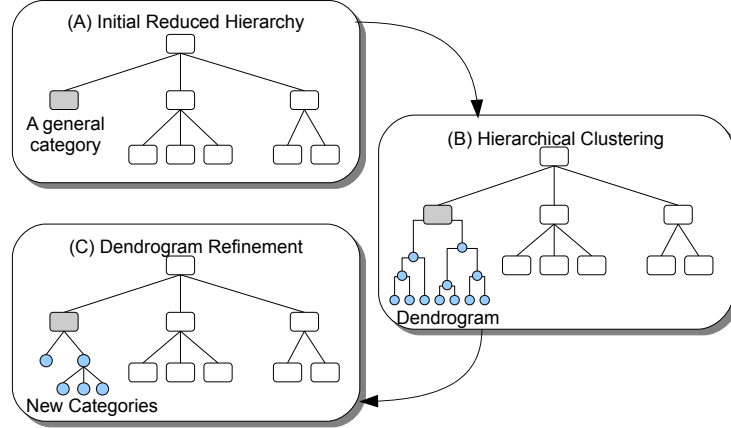 (A) Initial Reduced Hierarchy
A general
category
(B) Hierarchical Clustering
Dendrogram
(C) Dendrogram Refinement
New Categories